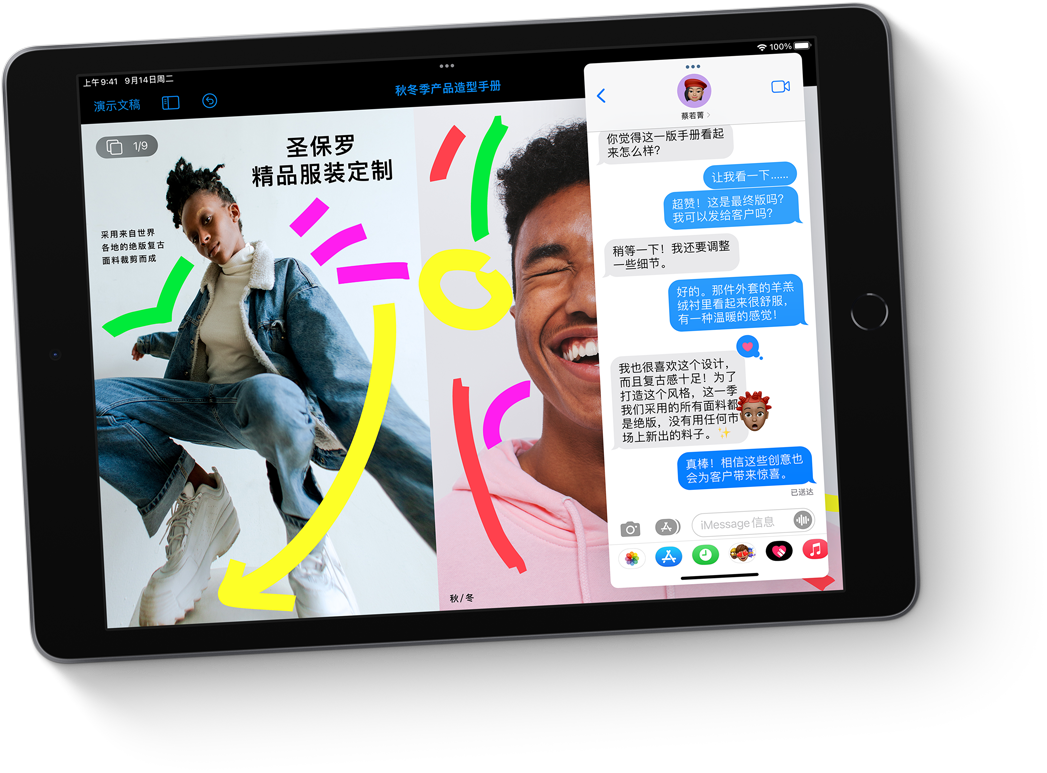 上午9:41 9月14日周二
100%
演示文稿
秋冬季产品造型手册
1/9
圣保罗
精品服装定制
采用来自世界
各地的绝版复古
面料裁剪而成
秋/冬
蔡若菁
你觉得这一版手册看起
来怎么样?
让我看一下......
超赞!这是最终版吗?
我可以发给客户吗?
稍等一下!我还要调整
一些细节。
好的。那件外套的羊羔
绒衬里看起来很舒服,
有一种温暖的感觉!
我也很喜欢这个设计,
而且复古感十足!为了
打造这个风格,这一季
我们采用的所有面料都
是绝版,没有用任何市
场上新出的料子。✨
真棒!相信这些创意也
会为客户带来惊喜。
已送达
iMessage信息